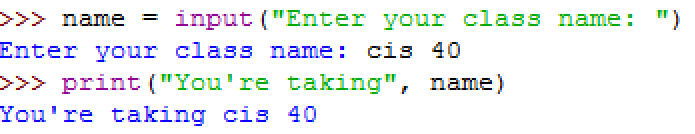 >>> name = input("Enter your class name: ")
Enter your class name: cis 40
>>> print("You're taking", name)
You're taking cis 40